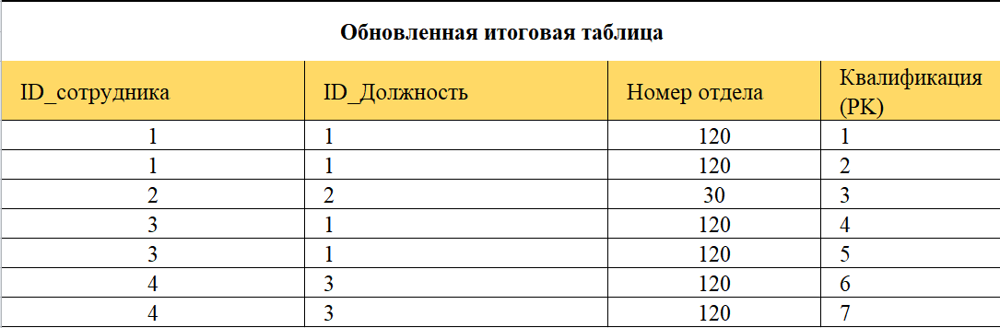 Обновленная итоговая таблица
ID_сотрудника ID_Должность Номер отдела Квалификация (PK)
1 1 120 1
1 1 120 2
2 2 30 3
3 1 120 4
3 1 120 5
4 3 120 6
4 3 120 7